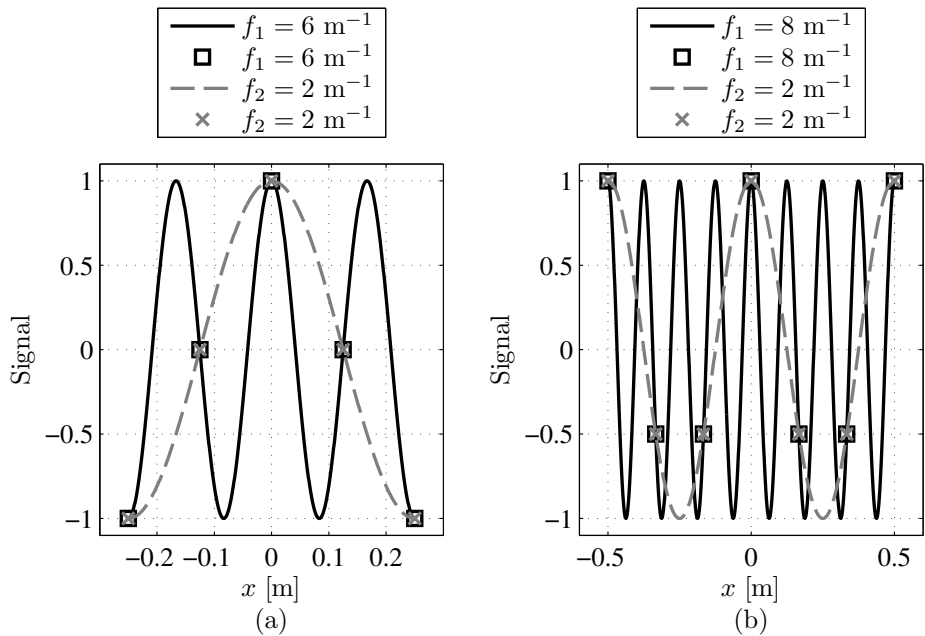 f₁ = 6 m⁻¹
f₁ = 6 m⁻¹
f₂ = 2 m⁻¹
f₂ = 2 m⁻¹
1
0.5
0
−0.5
−1
Signal
−0.2 −0.1 0 0.1 0.2
x [m]
(a)
f₁ = 8 m⁻¹
f₁ = 8 m⁻¹
f₂ = 2 m⁻¹
f₂ = 2 m⁻¹
1
0.5
0
−0.5
−1
Signal
−0.5 0 0.5
x [m]
(b)